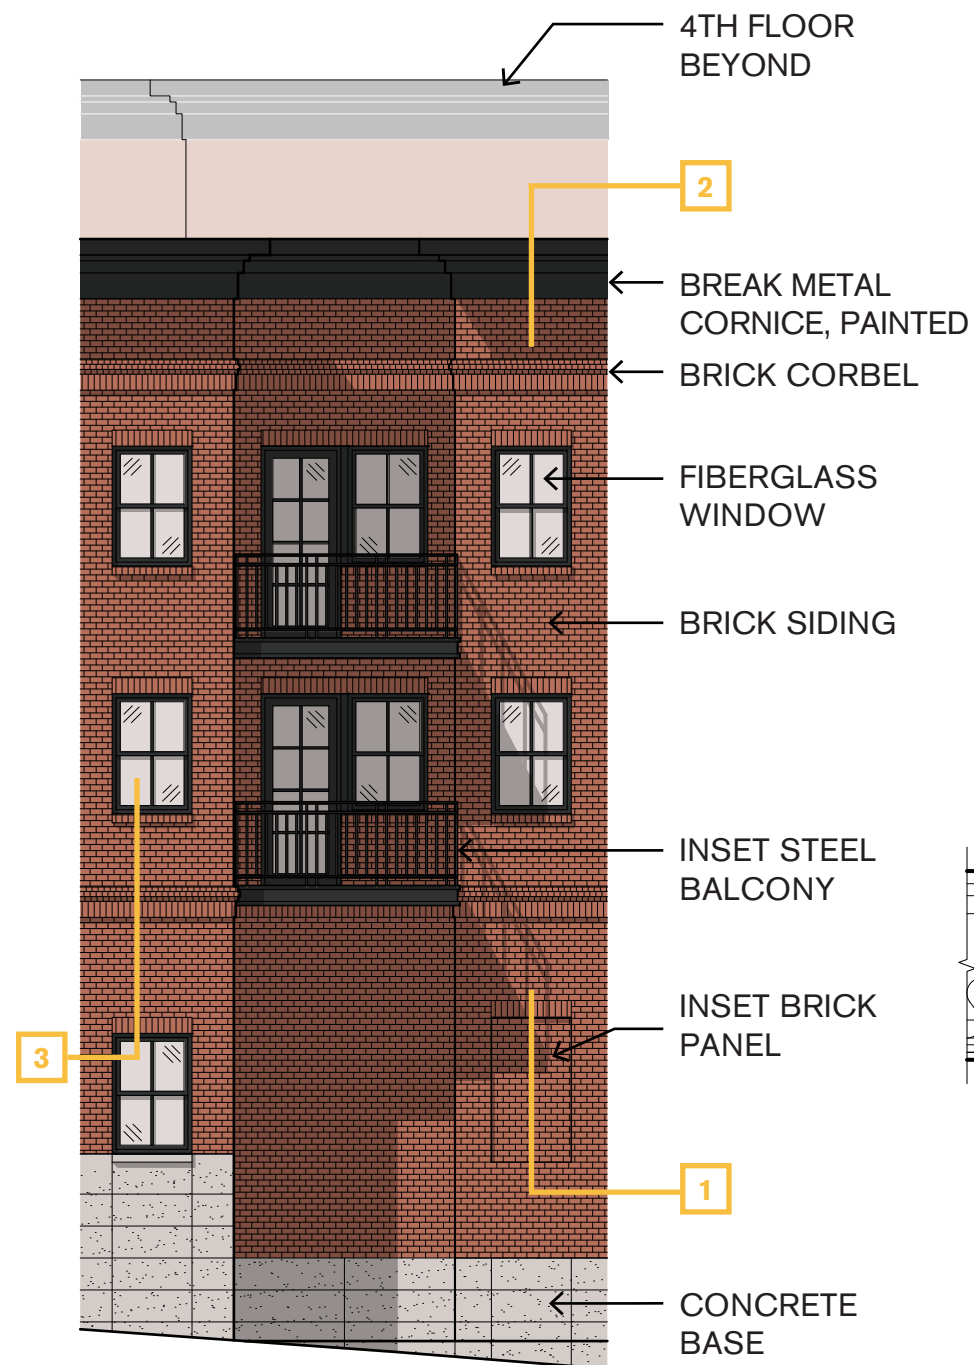 4TH FLOOR
BEYOND
2
BREAK METAL
CORNICE, PAINTED
BRICK CORBEL
FIBERGLASS
WINDOW
BRICK SIDING
INSET STEEL
BALCONY
INSET BRICK
PANEL
3
1
CONCRETE
BASE